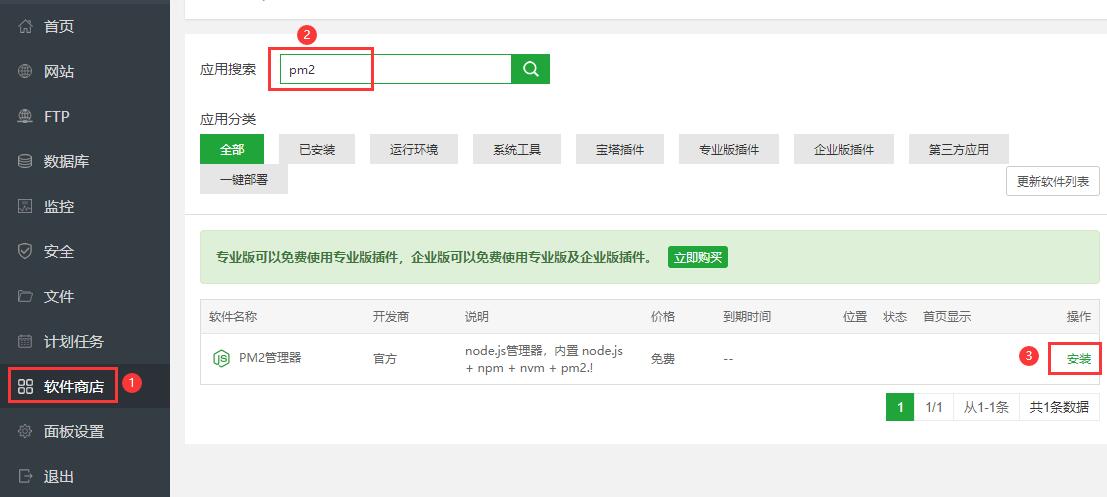 首页
网站
FTP
数据库
监控
安全
文件
计划任务
软件商店
1
面板设置
退出
2
应用搜索 pm2
应用分类
全部 已安装 运行环境 系统工具 宝塔插件 专业版插件 企业版插件 第三方应用
一键部署 更新软件列表
专业版可以免费使用专业版插件，企业版可以免费使用专业版及企业版插件。 立即购买
软件名称 开发商 说明 价格 到期时间 位置 状态 首页显示 操作
JS PM2管理器 官方 node.js管理器，内置 node.js 免费 -- 3 安装
+ npm + nvm + pm2.!
1 1/1 从1-1条 共1条数据